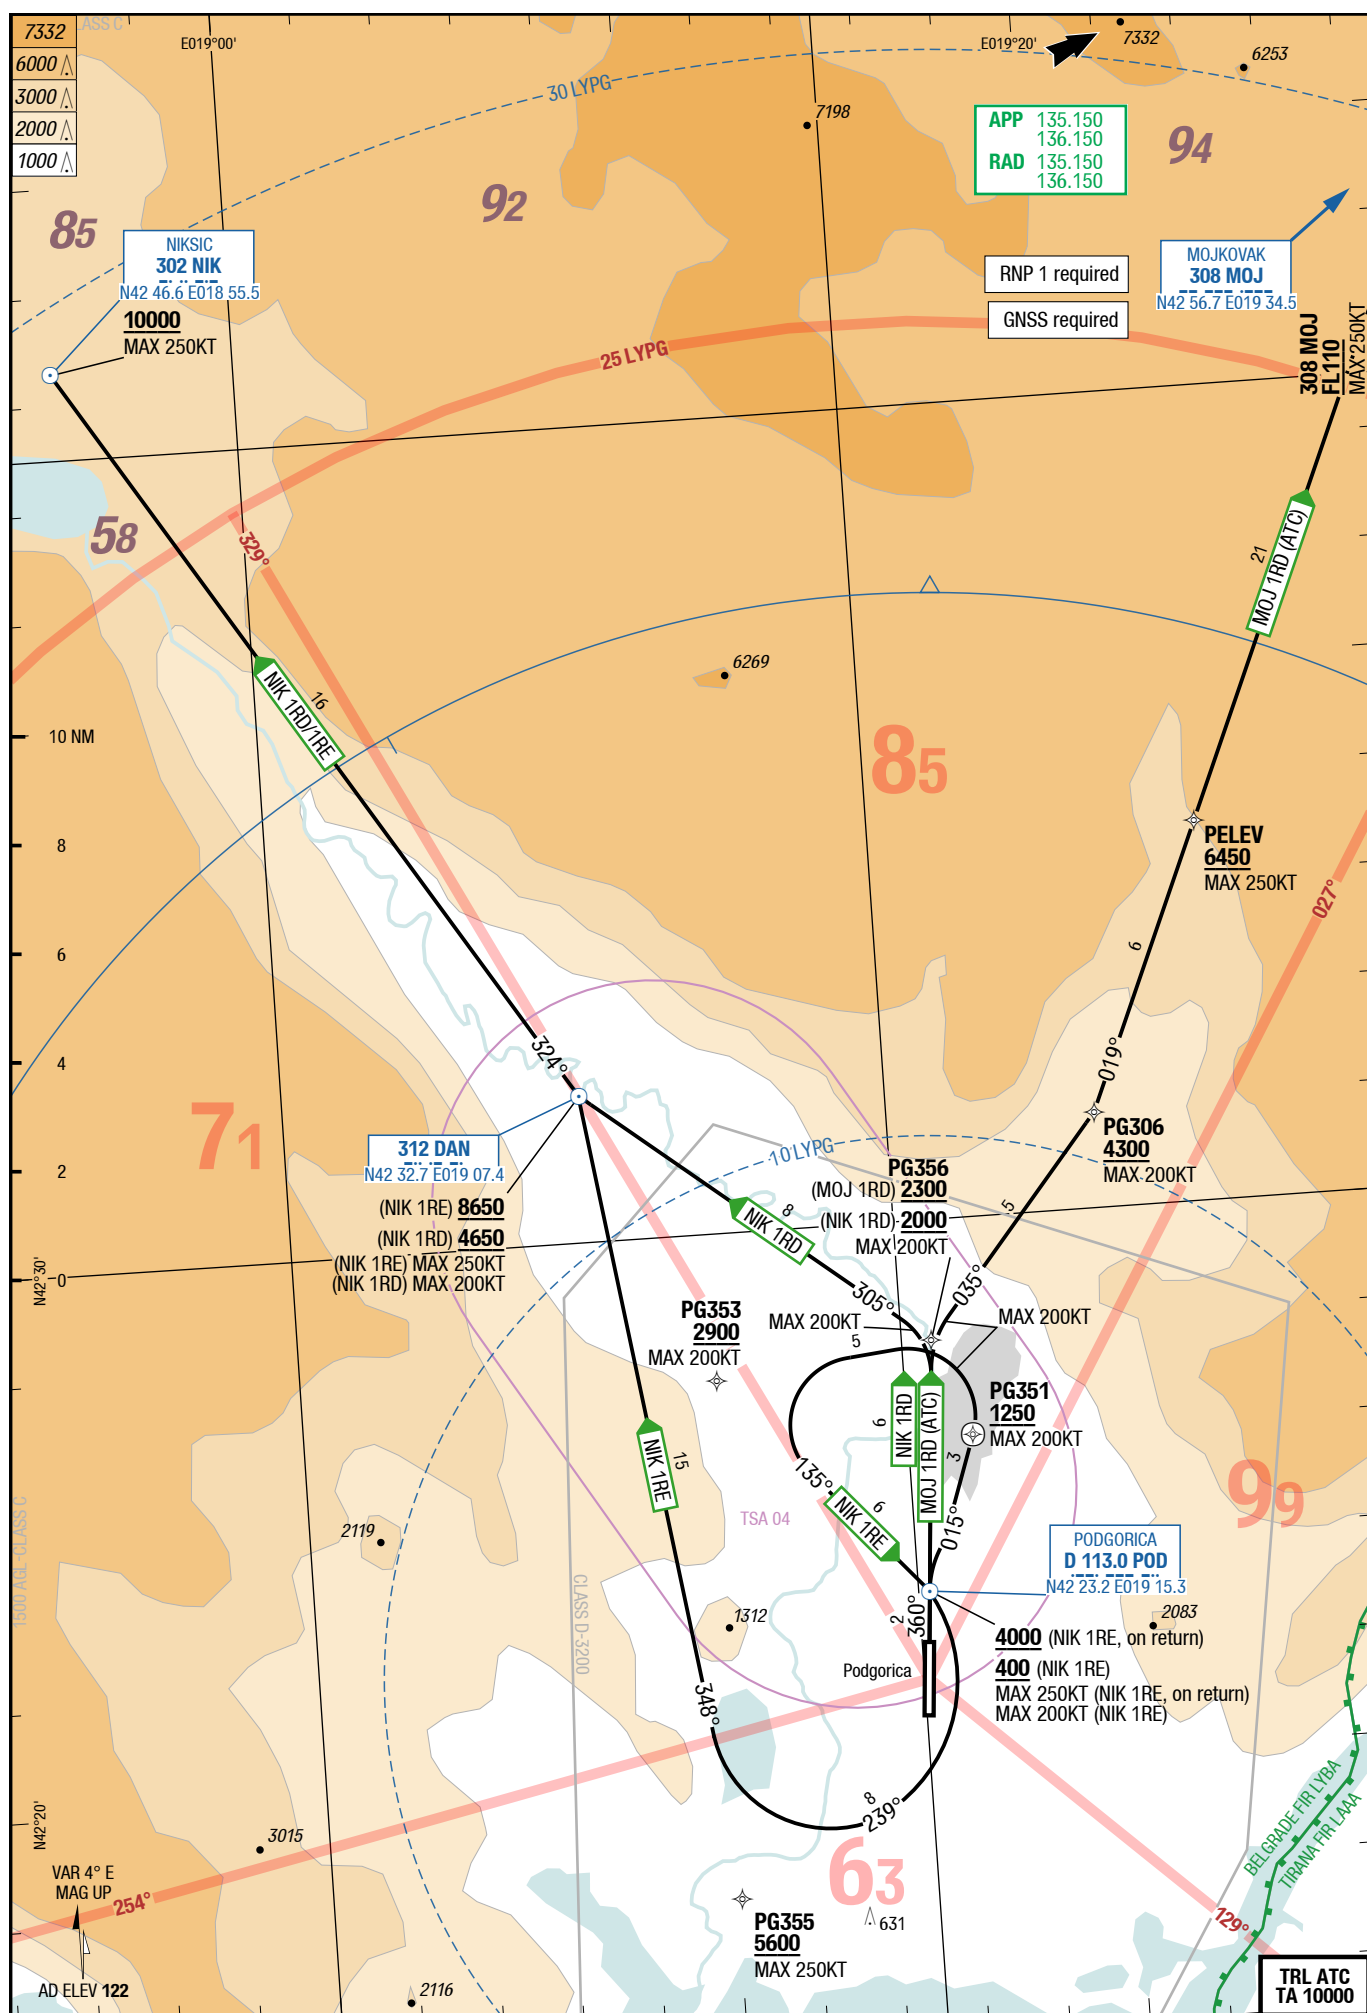 7332
6000
3000
2000
1000
LASS C
E019°00'
E019°20'
7332
6253
30 LYPG
7198
APP 135.150
136.150
RAD 135.150
136.150
94
92
85
NIKSIC
302 NIK
N42 46.6 E018 55.5
10000
MAX 250KT
RNP 1 required
GNSS required
MOJKOVAK
308 MOJ
N42 56.7 E019 34.5
308 MOJ
FL110
MAX 250KT
25 LYPG
58
329°
21
MOJ 1RD (ATC)
6269
16
NIK 1RD/1RE
10 NM
85
8
PELEV
6450
MAX 250KT
027°
6
6
4
324°
019°
71
PG306
4300
MAX 200KT
312 DAN
N42 32.7 E019 07.4
10 LYPG
2
PG356
(MOJ 1RD) 2300
(NIK 1RD) 2000
MAX 200KT
(NIK 1RE) 8650
(NIK 1RD) 4650
(NIK 1RE) MAX 250KT
(NIK 1RD) MAX 200KT
8
NIK 1RD
5
N42°30'
0
305°
035°
PG353
2900
MAX 200KT
MAX 200KT
MAX 200KT
5
PG351
1250
MAX 200KT
6
NIK 1RD
MOJ 1RD (ATC)
3
15
NIK 1RE
135°
6
NIK 1RE
99
TSA 04
015°
2119
1500 AGL-CLASS C
CLASS D-3200
PODGORICA
D 113.0 POD
N42 23.2 E019 15.3
1312
2
360°
2083
4000 (NIK 1RE, on return)
400 (NIK 1RE)
MAX 250KT (NIK 1RE, on return)
MAX 200KT (NIK 1RE)
Podgorica
348°
8
239°
N42°20'
3015
63
BELGRADE FIR LYBA
TIRANA FIR LAAA
VAR 4° E
MAG UP
254°
129°
PG355
5600
MAX 250KT
631
AD ELEV 122
2116
TRL ATC
TA 10000